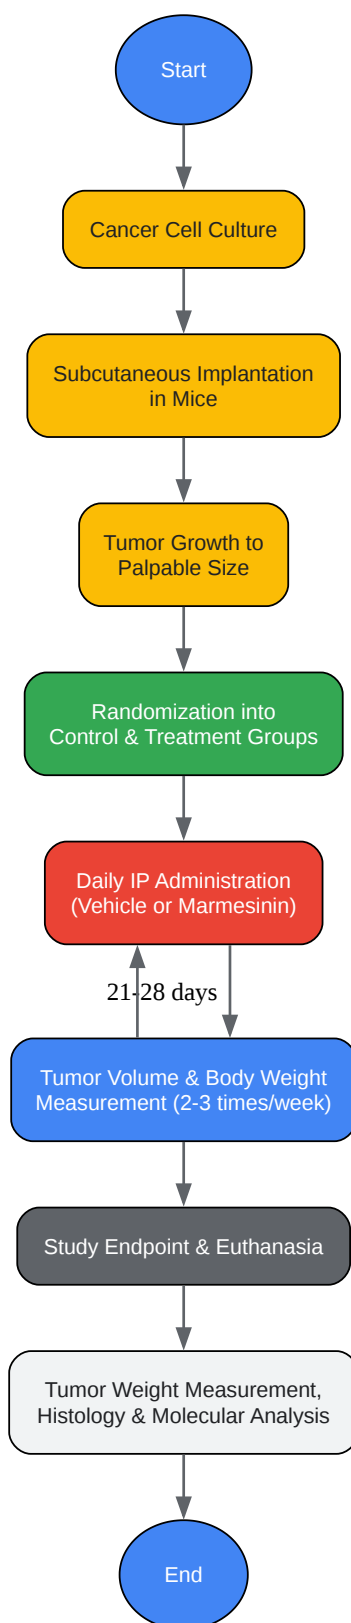 Start
Cancer Cell Culture
Subcutaneous Implantation
in Mice
Tumor Growth to
Palpable Size
Randomization into
Control & Treatment Groups
Daily IP Administration
(Vehicle or Marmesinin)
21-28 days
Tumor Volume & Body Weight
Measurement (2-3 times/week)
Study Endpoint & Euthanasia
Tumor Weight Measurement,
Histology & Molecular Analysis
End